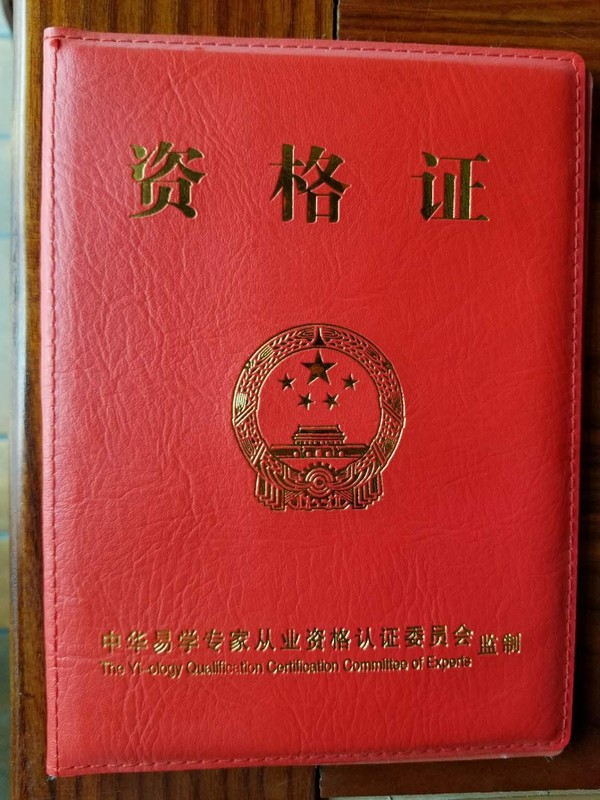 资格证
中华易学专家从业资格认证委员会 监制
The Yi-ology Qualification Certification Committee of Experts